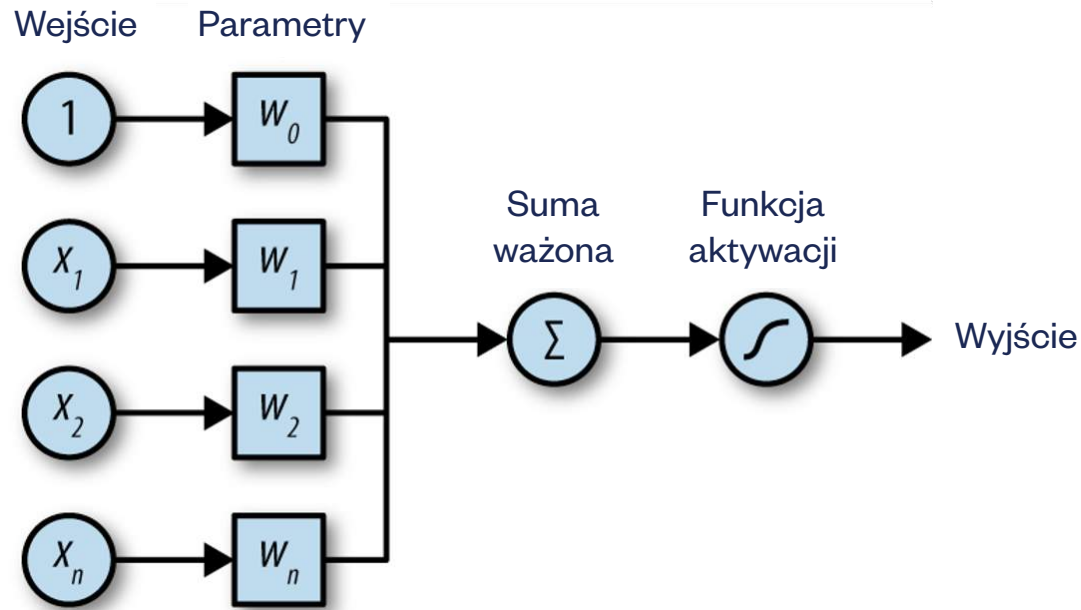 Wejście Parametry
1 W₀
X₁ W₁
Suma ważona
Funkcja aktywacji
Σ
Wyjście
X₂ W₂
Xₙ Wₙ